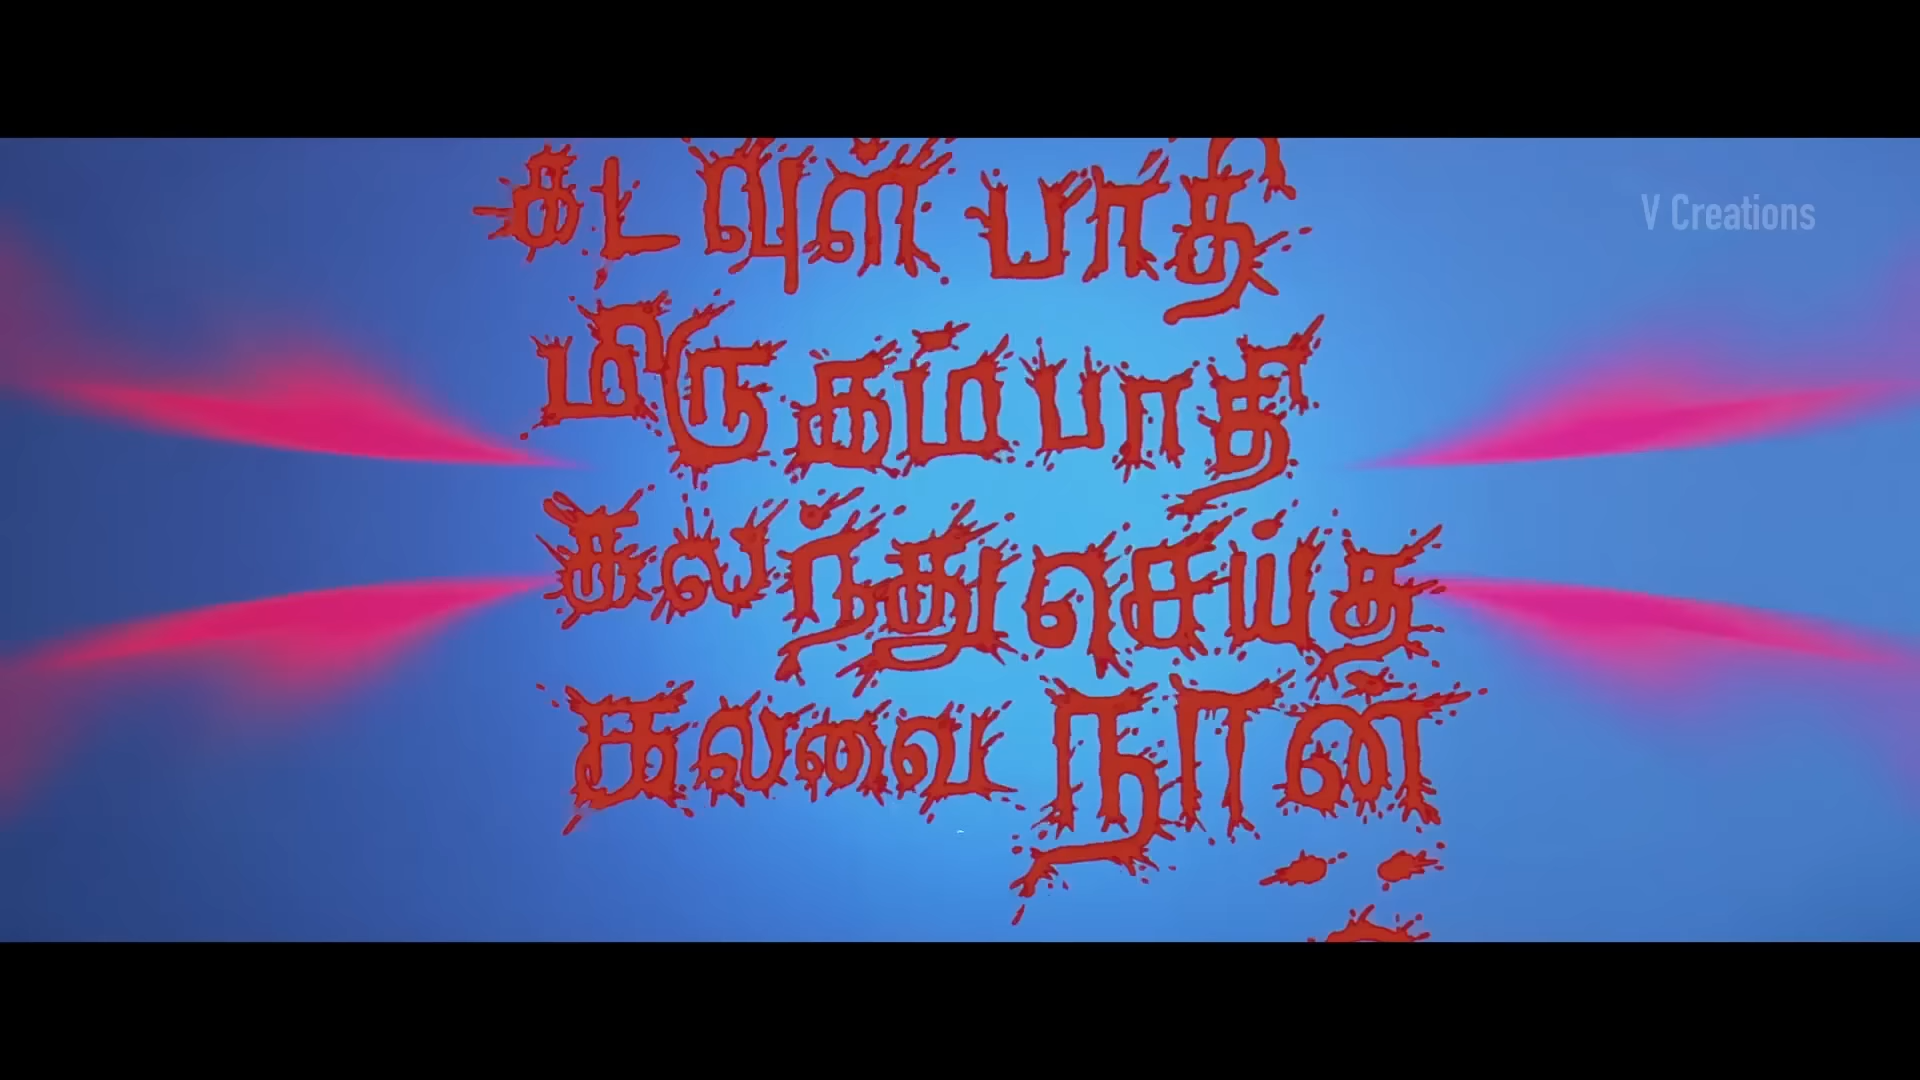 கடவுள் பாதி
மிருகம் பாதி
கலந்து செய்த
கலவை நான்
V Creations